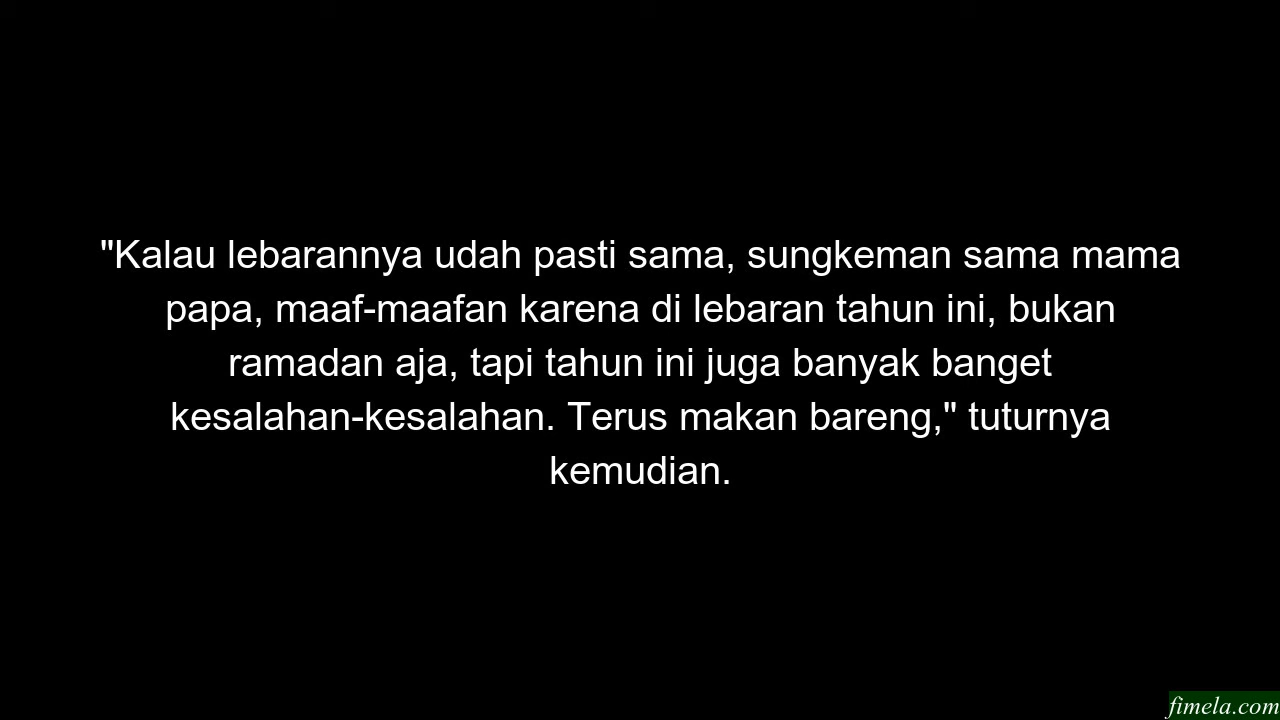 "Kalau lebarannya udah pasti sama, sungkeman sama mama
papa, maaf-maafan karena di lebaran tahun ini, bukan
ramadan aja, tapi tahun ini juga banyak banget
kesalahan-kesalahan. Terus makan bareng," tuturnya
kemudian.
fimela.com